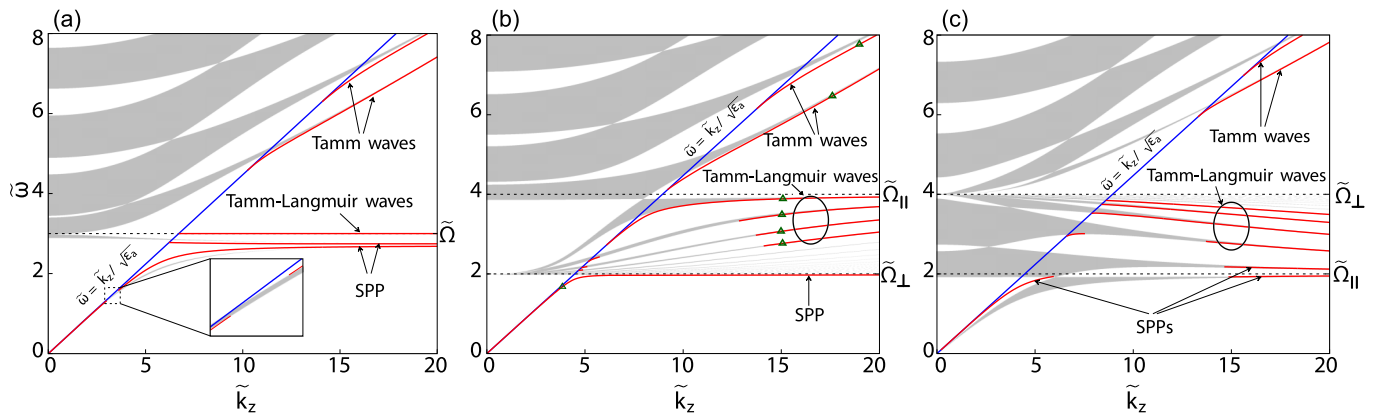 (a)
8
6
4
2
0
ω̃
Tamm waves
Tamm-Langmuir waves
Ω̃
SPP
ω̃ = k̃z / √εa
0 5 10 15 20
k̃z
(b)
8
6
4
2
0
ω̃ = k̃z / √εa
Tamm waves
Tamm-Langmuir waves
Ω̃||
Ω̃⊥
SPP
0 5 10 15 20
k̃z
(c)
8
6
4
2
0
ω̃ = k̃z / √εa
Tamm waves
Tamm-Langmuir waves
Ω̃⊥
Ω̃||
SPPs
0 5 10 15 20
k̃z